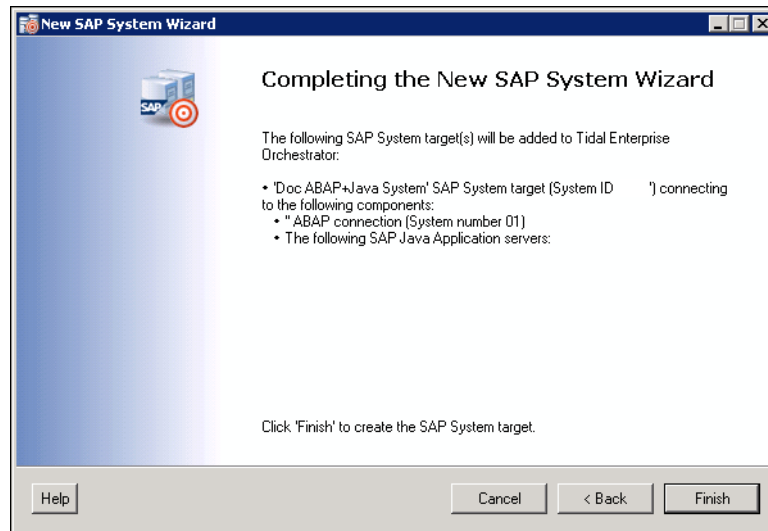 New SAP System Wizard
SAP
Completing the New SAP System Wizard
The following SAP System target(s) will be added to Tidal Enterprise
Orchestrator:
• 'Doc ABAP+Java System' SAP System target (System ID ') connecting
to the following components:
• '' ABAP connection (System number 01)
• The following SAP Java Application servers:
Click 'Finish' to create the SAP System target.
Help Cancel < Back Finish